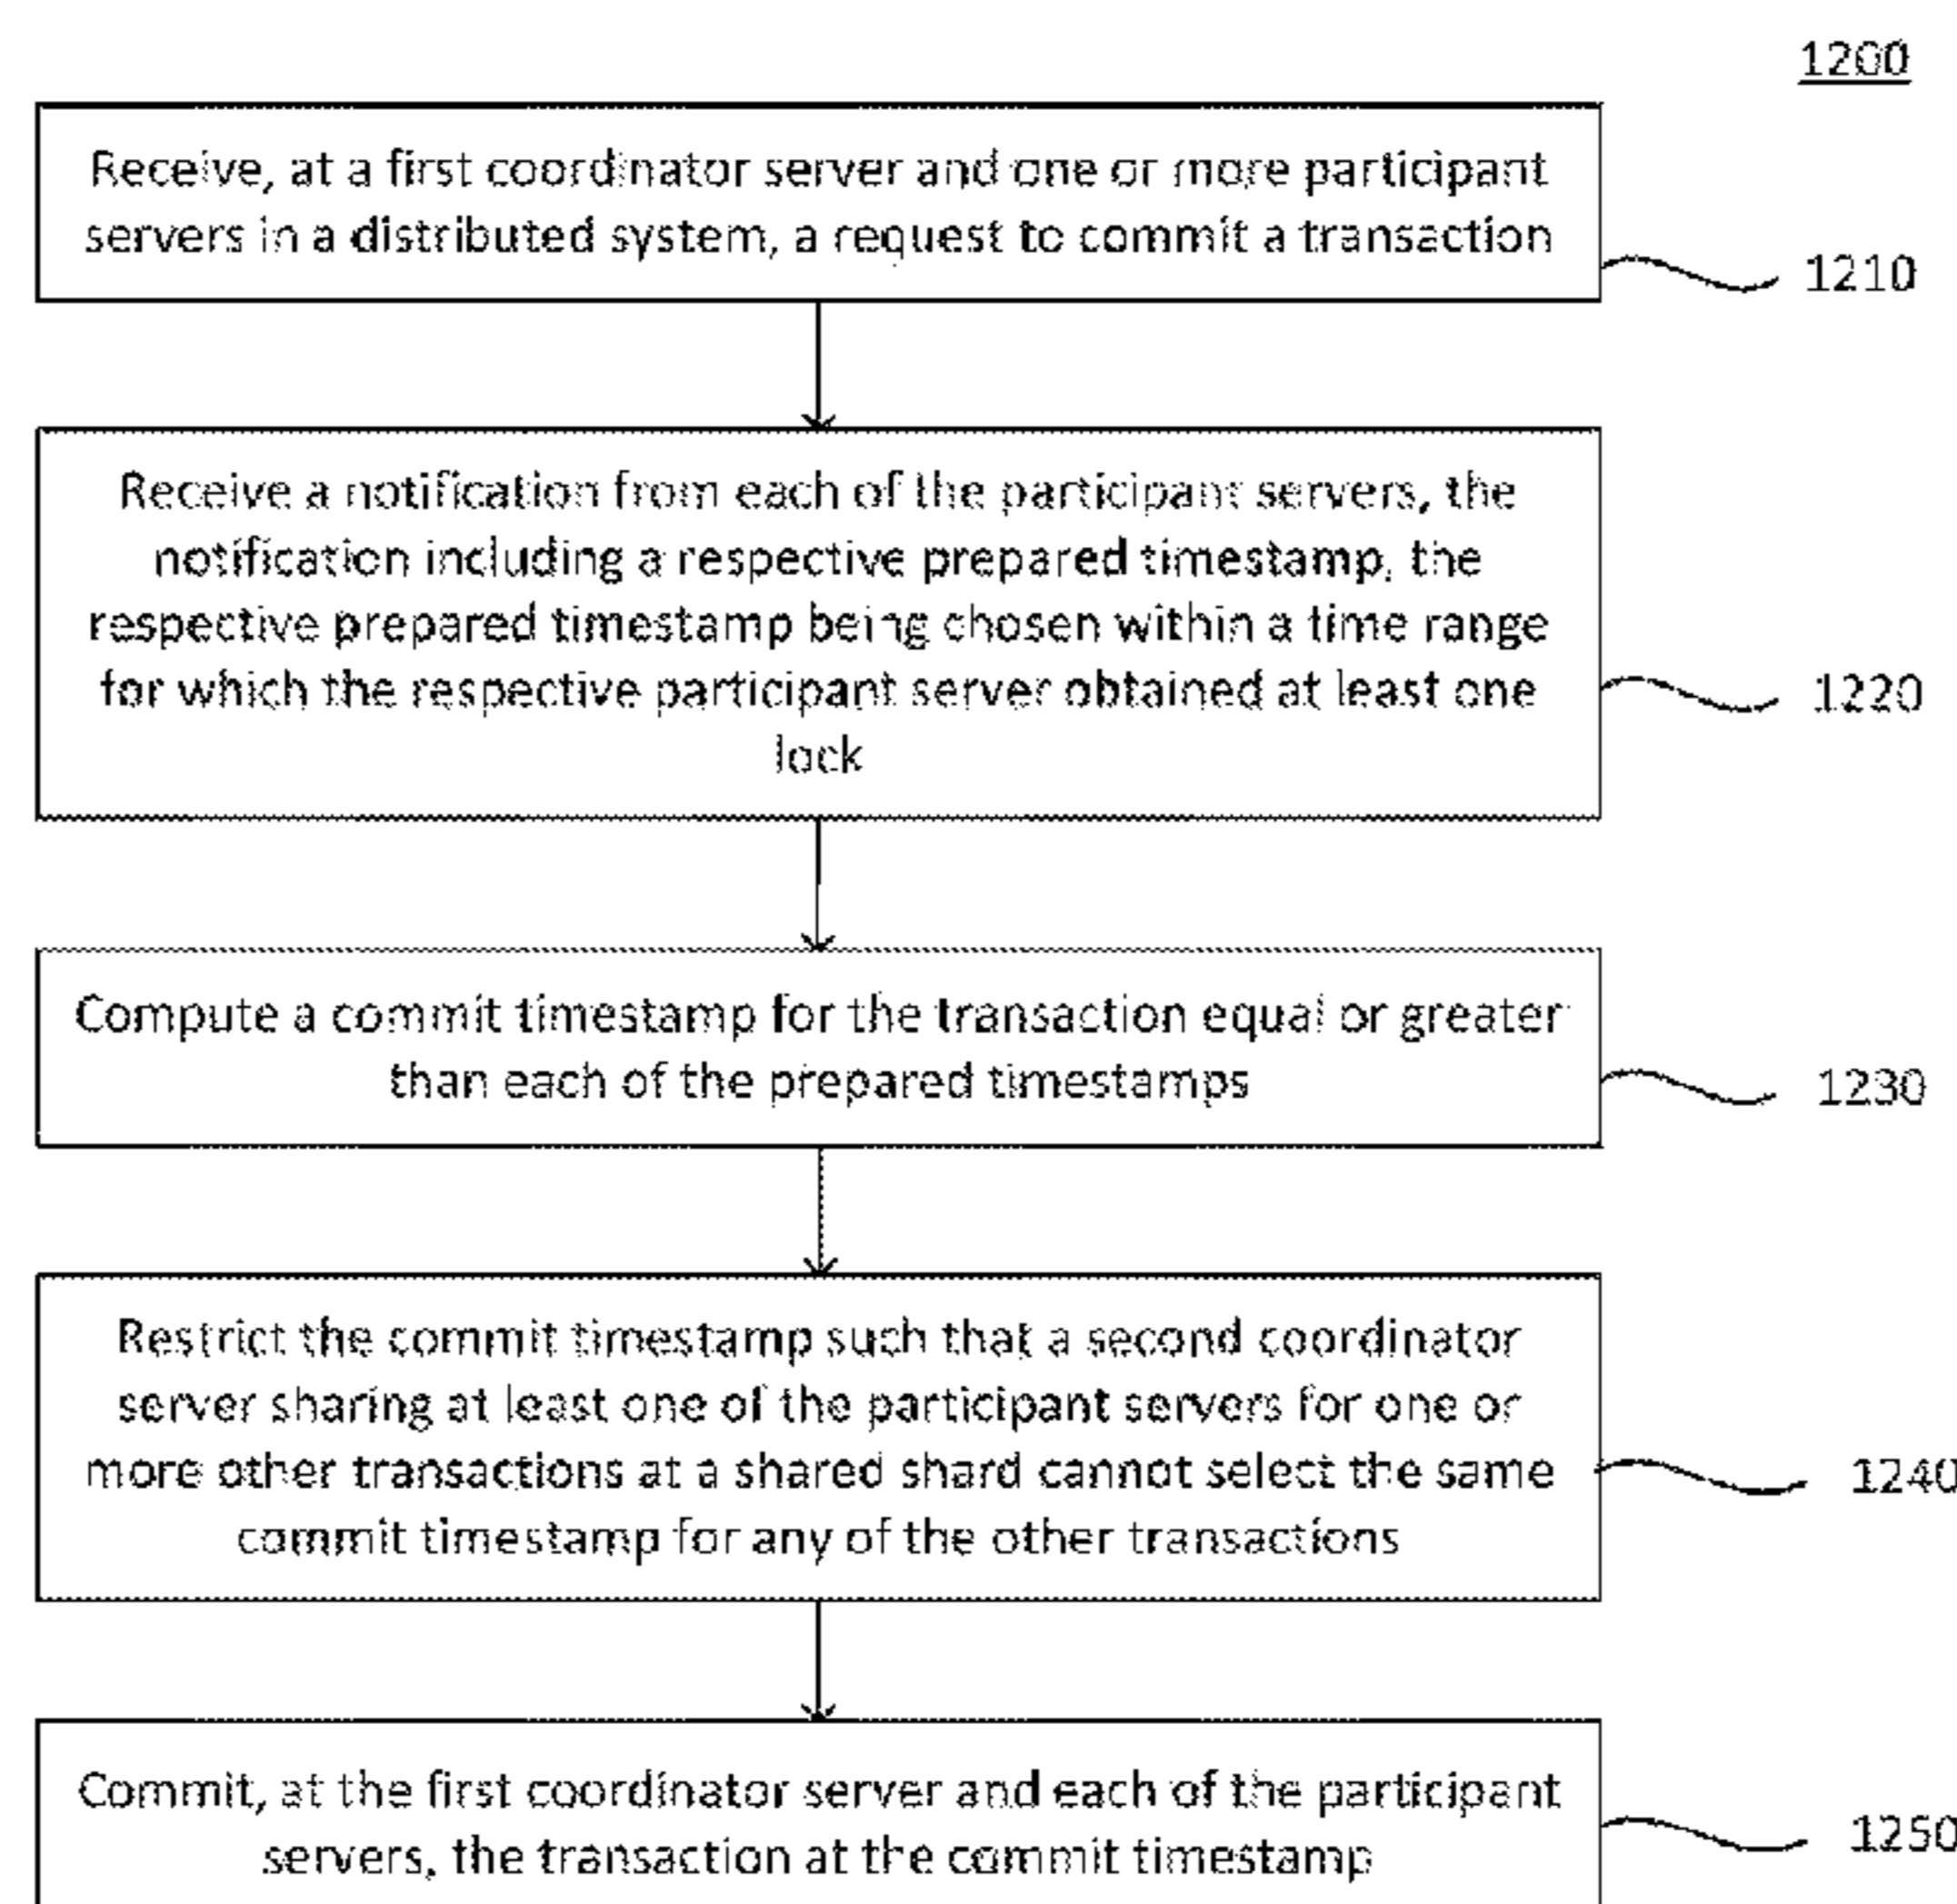 1200
Receive, at a first coordinator server and one or more participant
servers in a distributed system, a request to commit a transaction
1210
Receive a notification from each of the participant servers, the
notification including a respective prepared timestamp, the
respective prepared timestamp being chosen within a time range
for which the respective participant server obtained at least one
lock
1220
Compute a commit timestamp for the transaction equal or greater
than each of the prepared timestamps
1230
Restrict the commit timestamp such that a second coordinator
server sharing at least one of the participant servers for one or
more other transactions at a shared shard cannot select the same
commit timestamp for any of the other transactions
1240
Commit, at the first coordinator server and each of the participant
servers, the transaction at the commit timestamp
1250